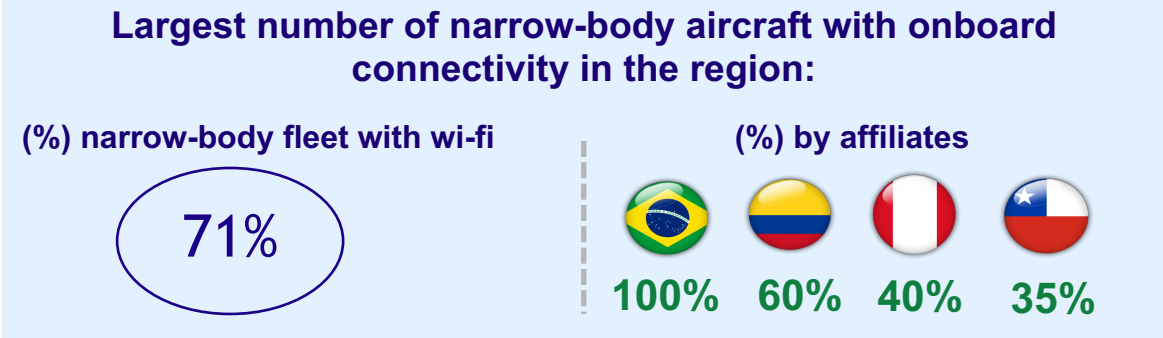 Largest number of narrow-body aircraft with onboard
connectivity in the region:
(%) narrow-body fleet with wi-fi
71%
(%) by affiliates
100% 60% 40% 35%